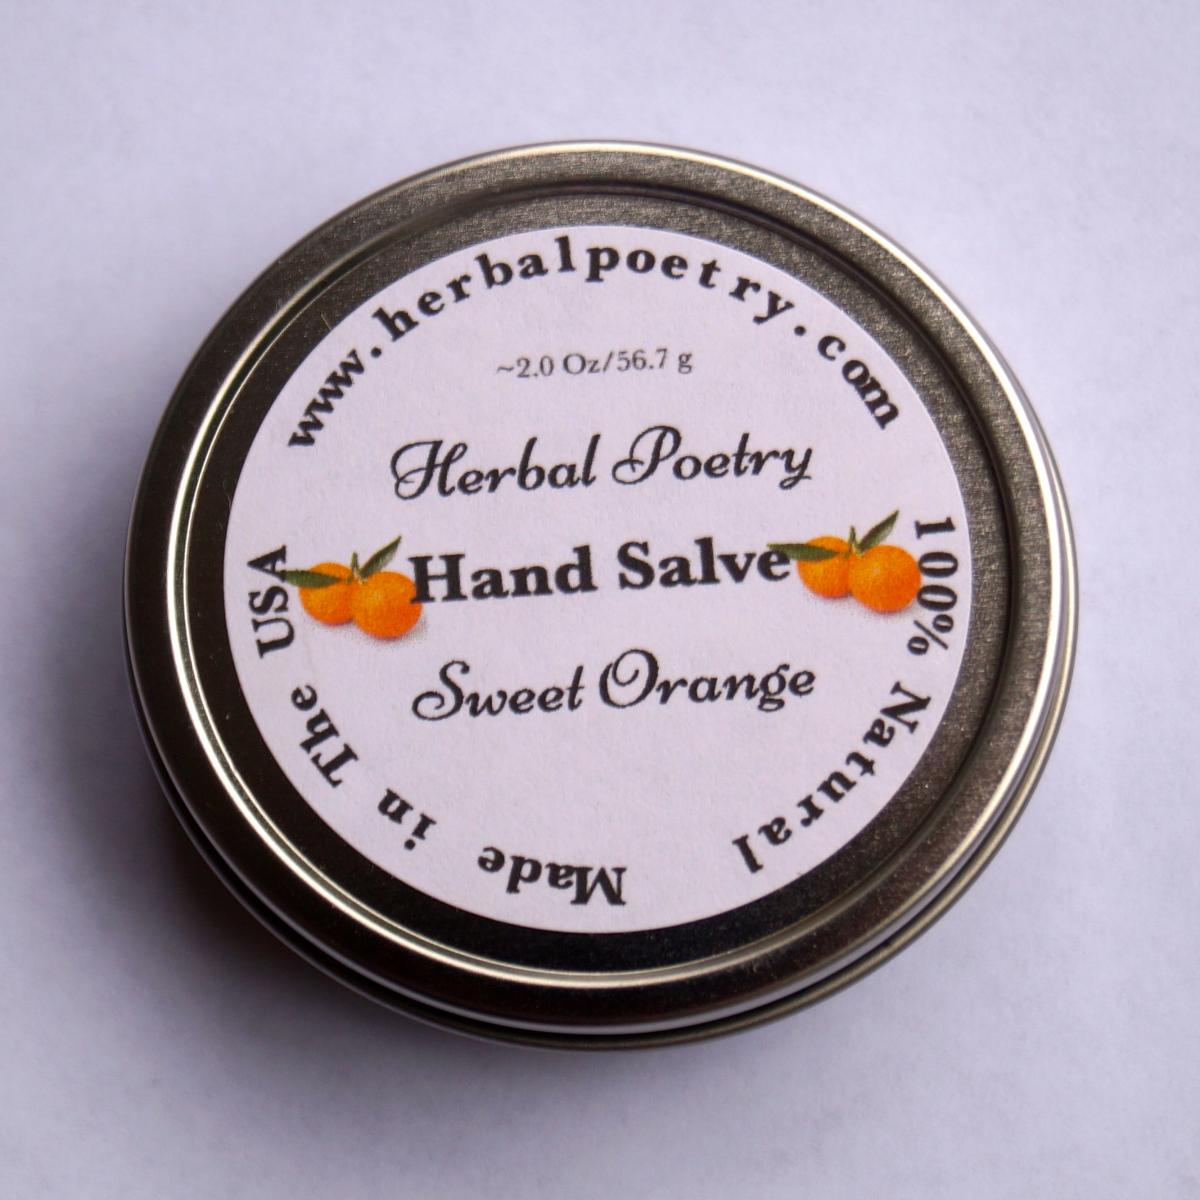 www.herbalpoetry.com
~2.0 Oz/56.7 g
Herbal Poetry
Hand Salve
Sweet Orange
100% Natural
Made in The USA